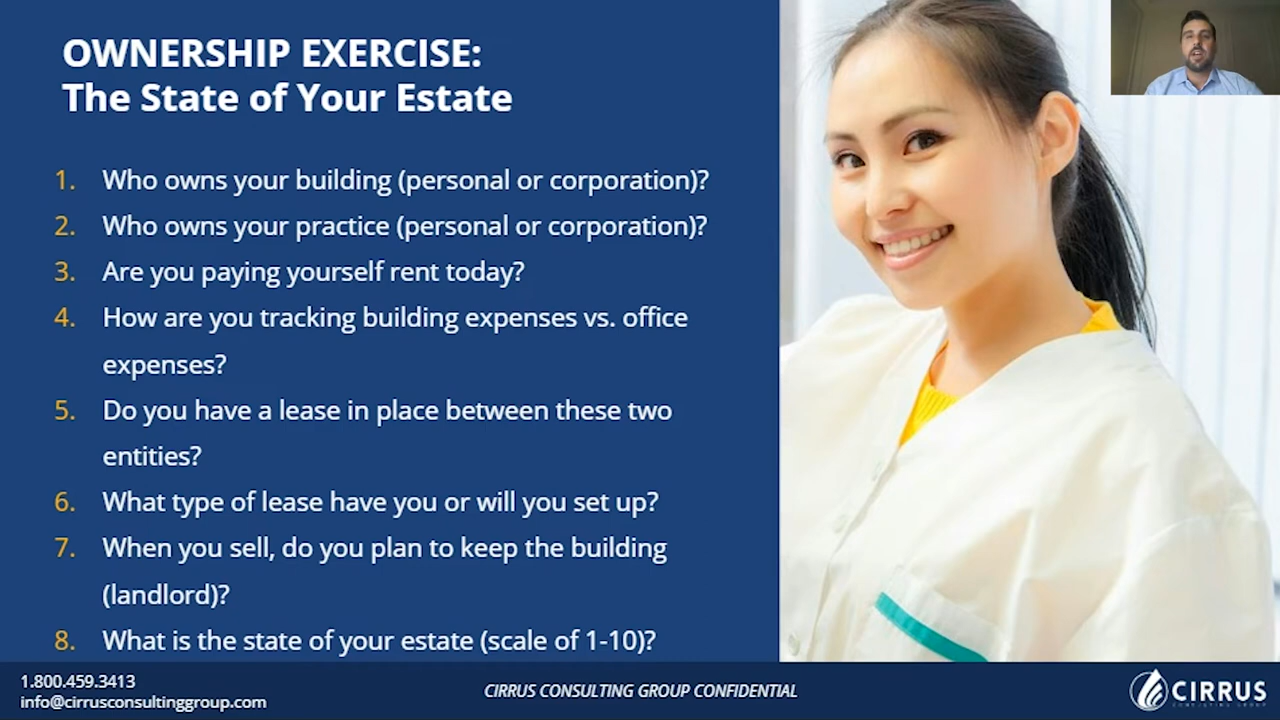 OWNERSHIP EXERCISE:
The State of Your Estate
1. Who owns your building (personal or corporation)?
2. Who owns your practice (personal or corporation)?
3. Are you paying yourself rent today?
4. How are you tracking building expenses vs. office
expenses?
5. Do you have a lease in place between these two
entities?
6. What type of lease have you or will you set up?
7. When you sell, do you plan to keep the building
(landlord)?
8. What is the state of your estate (scale of 1-10)?
1.800.459.3413
info@cirrusconsultinggroup.com
CIRRUS CONSULTING GROUP CONFIDENTIAL
CIRRUS
CONSULTING GROUP